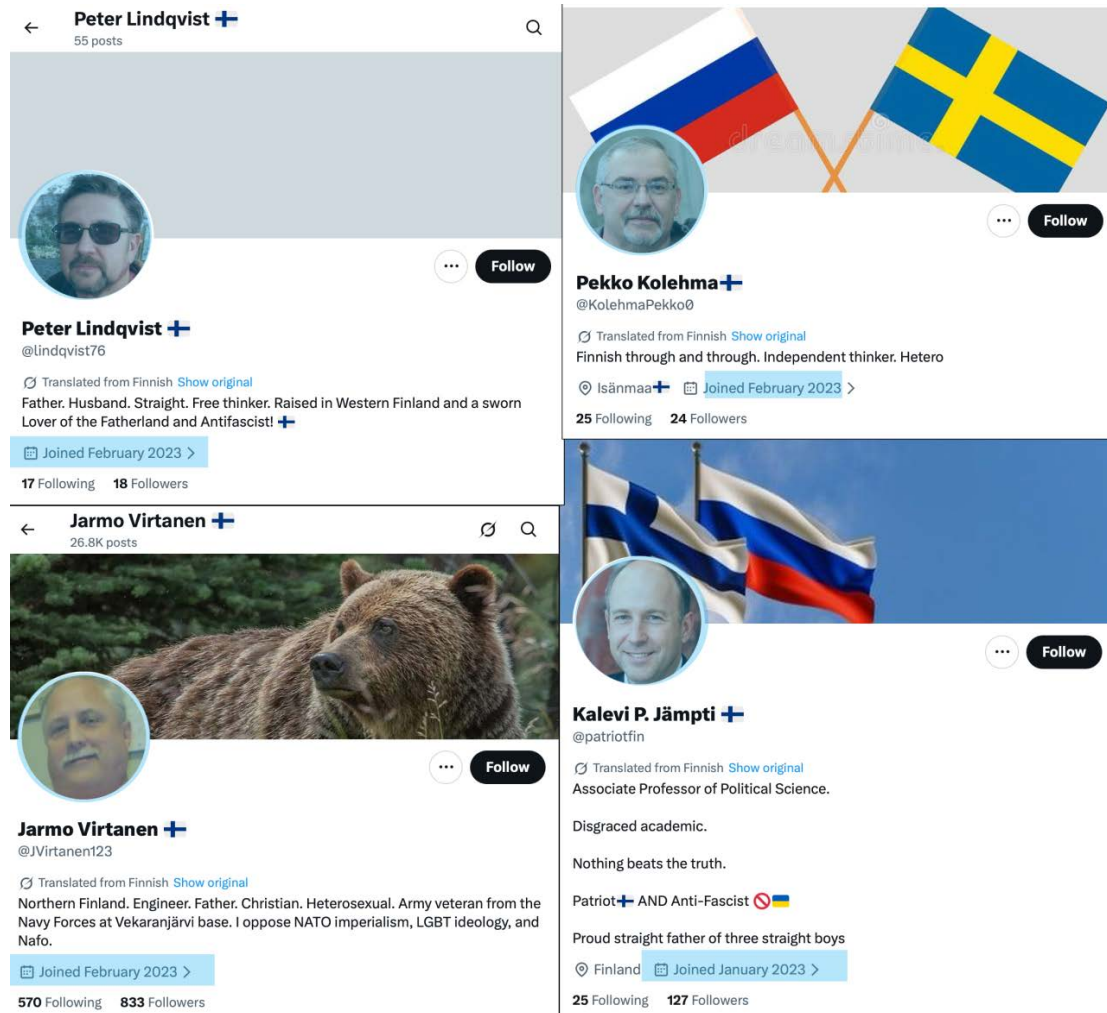 Peter Lindqvist 🇫🇮
55 posts
Follow
Peter Lindqvist 🇫🇮
@lindqvist76
Translated from Finnish Show original
Father. Husband. Straight. Free thinker. Raised in Western Finland and a sworn
Lover of the Fatherland and Antifascist! 🇫🇮
Joined February 2023 >
17 Following 18 Followers
Follow
Pekko Kolehma🇫🇮
@KolehmaPekko0
Translated from Finnish Show original
Finnish through and through. Independent thinker. Hetero
Isänmaa🇫🇮 Joined February 2023 >
25 Following 24 Followers
Jarmo Virtanen 🇫🇮
26.8K posts
Follow
Jarmo Virtanen 🇫🇮
@JVirtanen123
Translated from Finnish Show original
Northern Finland. Engineer. Father. Christian. Heterosexual. Army veteran from the
Navy Forces at Vekaranjärvi base. I oppose NATO imperialism, LGBT ideology, and
Nafo.
Joined February 2023 >
570 Following 833 Followers
Follow
Kalevi P. Jämpti 🇫🇮
@patriotfin
Translated from Finnish Show original
Associate Professor of Political Science.
Disgraced academic.
Nothing beats the truth.
Patriot🇫🇮 AND Anti-Fascist 🚫🇺🇦
Proud straight father of three straight boys
Finland Joined January 2023 >
25 Following 127 Followers